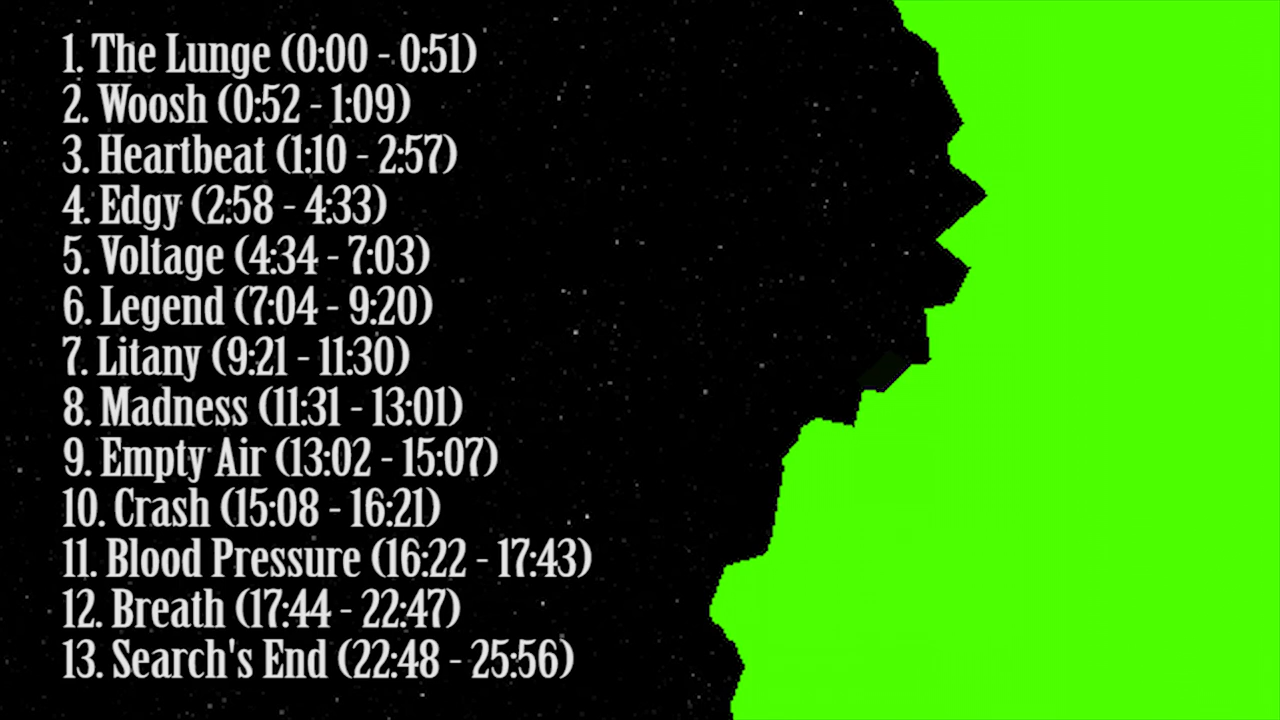 1. The Lunge (0:00 - 0:51)
2. Woosh (0:52 - 1:09)
3. Heartbeat (1:10 - 2:57)
4. Edgy (2:58 - 4:33)
5. Voltage (4:34 - 7:03)
6. Legend (7:04 - 9:20)
7. Litany (9:21 - 11:30)
8. Madness (11:31 - 13:01)
9. Empty Air (13:02 - 15:07)
10. Crash (15:08 - 16:21)
11. Blood Pressure (16:22 - 17:43)
12. Breath (17:44 - 22:47)
13. Search's End (22:48 - 25:56)